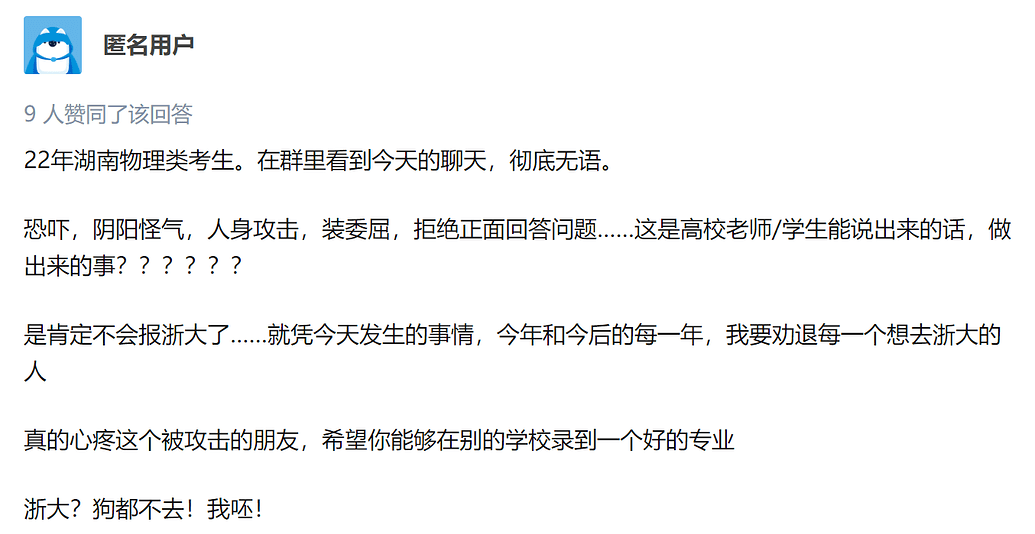 匿名用户
9 人赞同了该回答
22年湖南物理类考生。在群里看到今天的聊天，彻底无语。
恐吓，阴阳怪气，人身攻击，装委屈，拒绝正面回答问题……这是高校老师/学生能说出来的话，做
出来的事？？？？？？
是肯定不会报浙大了……就凭今天发生的事情，今年和今后的每一年，我要劝退每一个想去浙大的
人
真的心疼这个被攻击的朋友，希望你能够在别的学校录到一个好的专业
浙大？狗都不去！我呸！